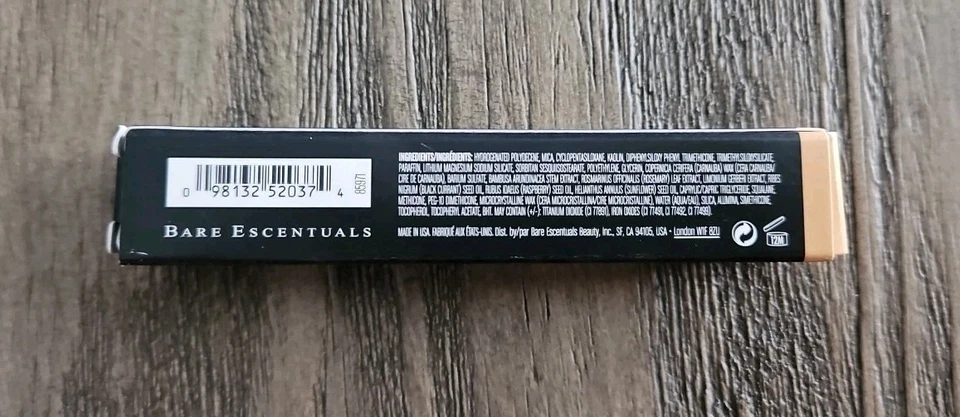 0 98132 52037 4
85971
BARE ESCENTUALS
INGREDIENTS/INGRÉDIENTS: HYDROGENATED POLYDECENE, MICA, CYCLOPENTASILOXANE, KAOLIN, DIPHENYLSILOXY PHENYL TRIMETHICONE, TRIMETHYLSILOXYSILICATE,
PARAFFIN, LITHIUM MAGNESIUM SODIUM SILICATE, SORBITAN SESQUIISOSTEARATE, POLYETHYLENE, GLYCERIN, COPERNICIA CERIFERA (CARNAUBA) WAX (CERA CARNAUBA/
CIRE DE CARNAUBA), BARIUM SULFATE, BAMBUSA ARUNDINACEA STEM EXTRACT, ROSMARINUS OFFICINALIS (ROSEMARY) LEAF EXTRACT, LIMONIUM GERBERI EXTRACT, RIBES
NIGRUM (BLACK CURRANT) SEED OIL, RUBUS IDAEUS (RASPBERRY) SEED OIL, HELIANTHUS ANNUUS (SUNFLOWER) SEED OIL, CAPRYLIC/CAPRIC TRIGLYCERIDE, SQUALANE,
METHICONE, PEG-10 DIMETHICONE, MICROCRYSTALLINE WAX (CERA MICROCRISTALLINA/CIRE MICROCRISTALLINE), WATER (AQUA/EAU), SILICA, ALUMINA, SIMETHICONE,
TOCOPHEROL, TOCOPHERYL ACETATE, BHT. MAY CONTAIN (+/-): TITANIUM DIOXIDE (CI 77891), IRON OXIDES (CI 77491, CI 77492, CI 77499).
MADE IN USA. FABRIQUÉ AUX ÉTATS-UNIS. Dist. by/par Bare Escentuals Beauty, Inc., SF, CA 94105, USA • London W1F 8ZU
12M